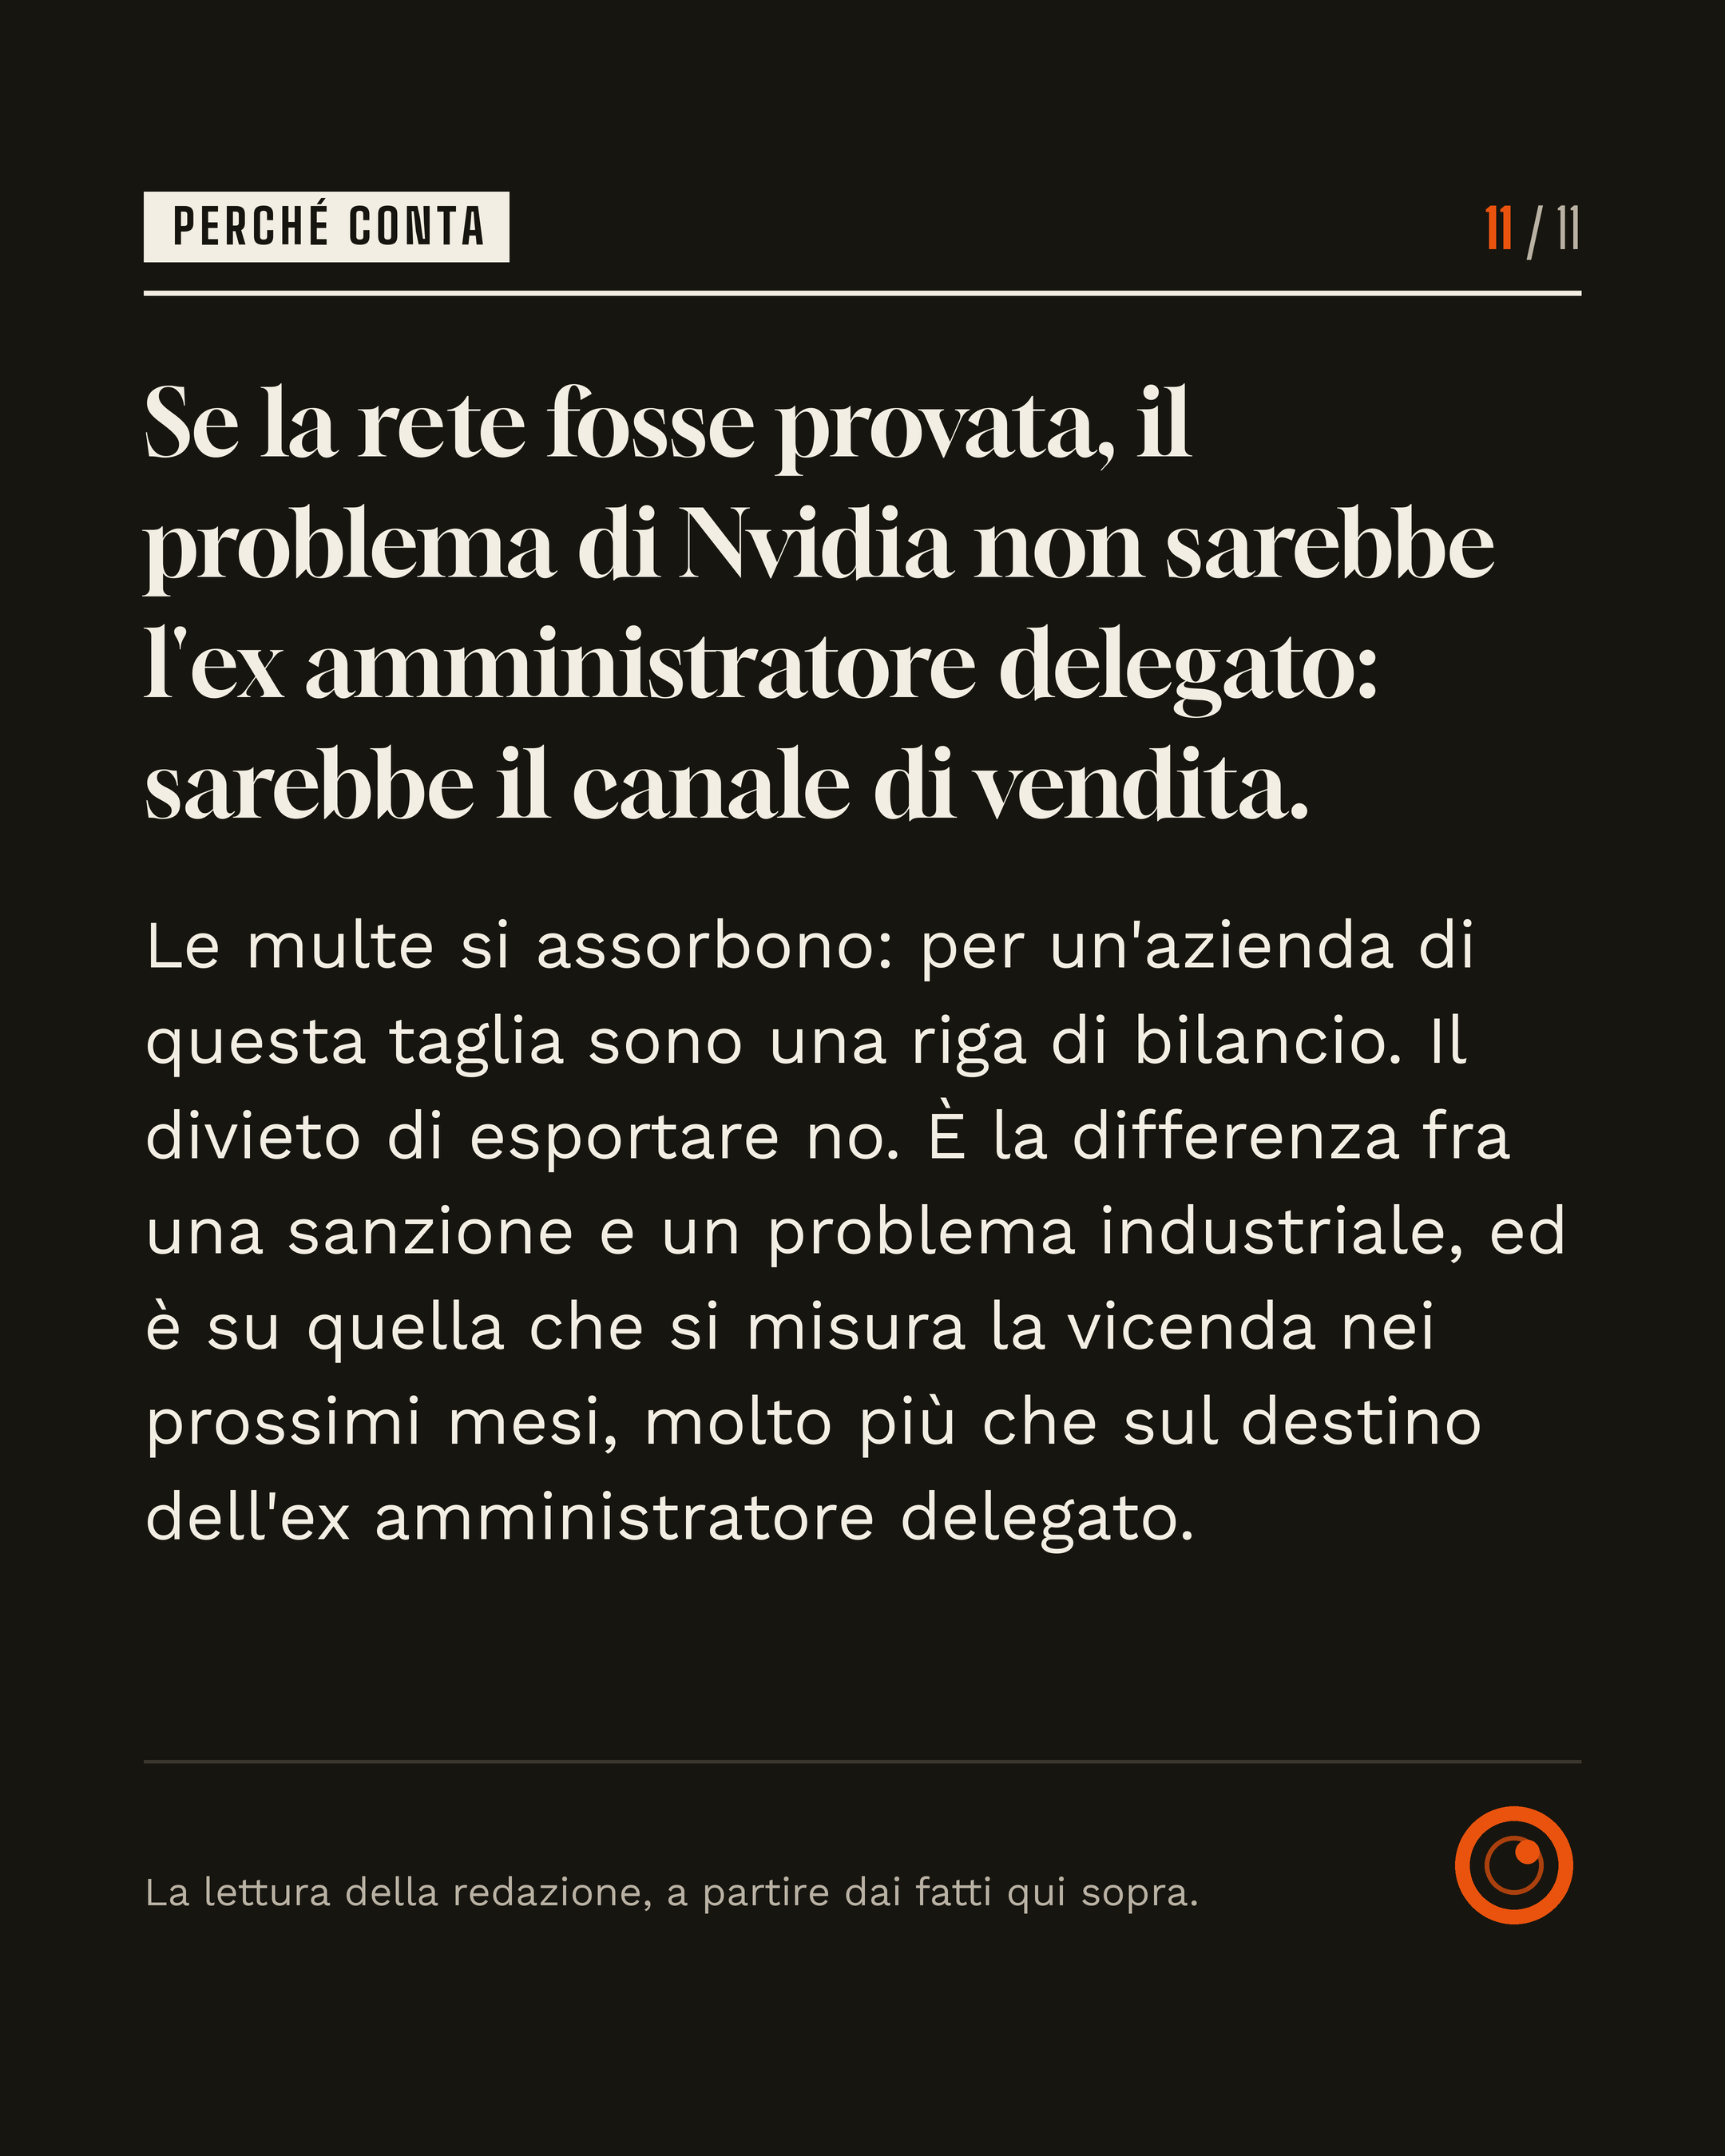 PERCHÉ CONTA
11 / 11
Se la rete fosse provata, il
problema di Nvidia non sarebbe
l'ex amministratore delegato:
sarebbe il canale di vendita.
Le multe si assorbono: per un'azienda di
questa taglia sono una riga di bilancio. Il
divieto di esportare no. È la differenza fra
una sanzione e un problema industriale, ed
è su quella che si misura la vicenda nei
prossimi mesi, molto più che sul destino
dell'ex amministratore delegato.
La lettura della redazione, a partire dai fatti qui sopra.